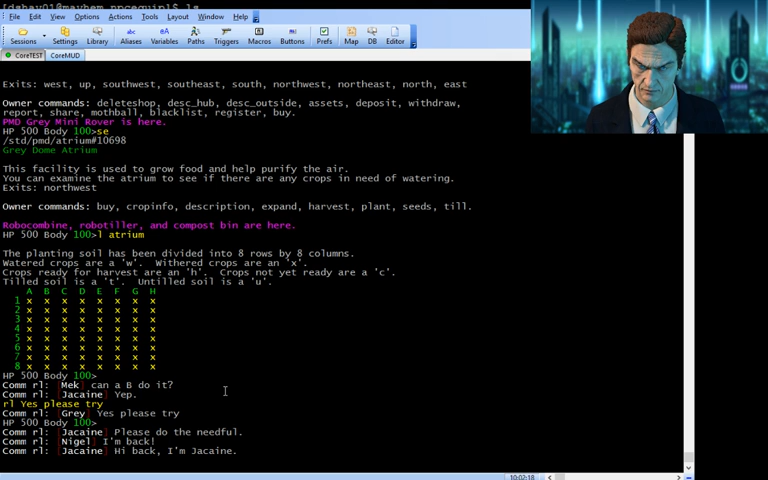 [dshav01@mayhem npcequip]$ ls
File Edit View Options Actions Tools Layout Window Help
Sessions Settings Library Aliases Variables Paths Triggers Macros Buttons Prefs Map DB Editor
CoreTEST CoreMUD
Exits: west, up, southwest, southeast, south, northwest, northeast, north, east
Owner commands: deleteshop, desc_hub, desc_outside, assets, deposit, withdraw,
report, share, mothball, blacklist, register, buy.
PMD Grey Mini Rover is here.
HP 500 Body 100>se
/std/pmd/atrium#10698
Grey Dome Atrium
This facility is used to grow food and help purify the air.
You can examine the atrium to see if there are any crops in need of watering.
Exits: northwest
Owner commands: buy, cropinfo, description, expand, harvest, plant, seeds, till.
Robocombine, robotiller, and compost bin are here.
HP 500 Body 100>l atrium
The planting soil has been divided into 8 rows by 8 columns.
Watered crops are a 'w'. Withered crops are an 'x'.
Crops ready for harvest are an 'h'. Crops not yet ready are a 'c'.
Tilled soil is a 't'. Untilled soil is a 'u'.
A B C D E F G H
1 x x x x x x x x
2 x x x x x x x x
3 x x x x x x x x
4 x x x x x x x x
5 x x x x x x x x
6 x x x x x x x x
7 x x x x x x x x
8 x x x x x x x x
HP 500 Body 100>
Comm rl: [Mek] can a B do it?
Comm rl: [Jacaine] Yep.
rl Yes please try
Comm rl: [Grey] Yes please try
HP 500 Body 100>
Comm rl: [Jacaine] Please do the needful.
Comm rl: [Nigel] I'm back!
Comm rl: [Jacaine] Hi back, I'm Jacaine.
10:02:18